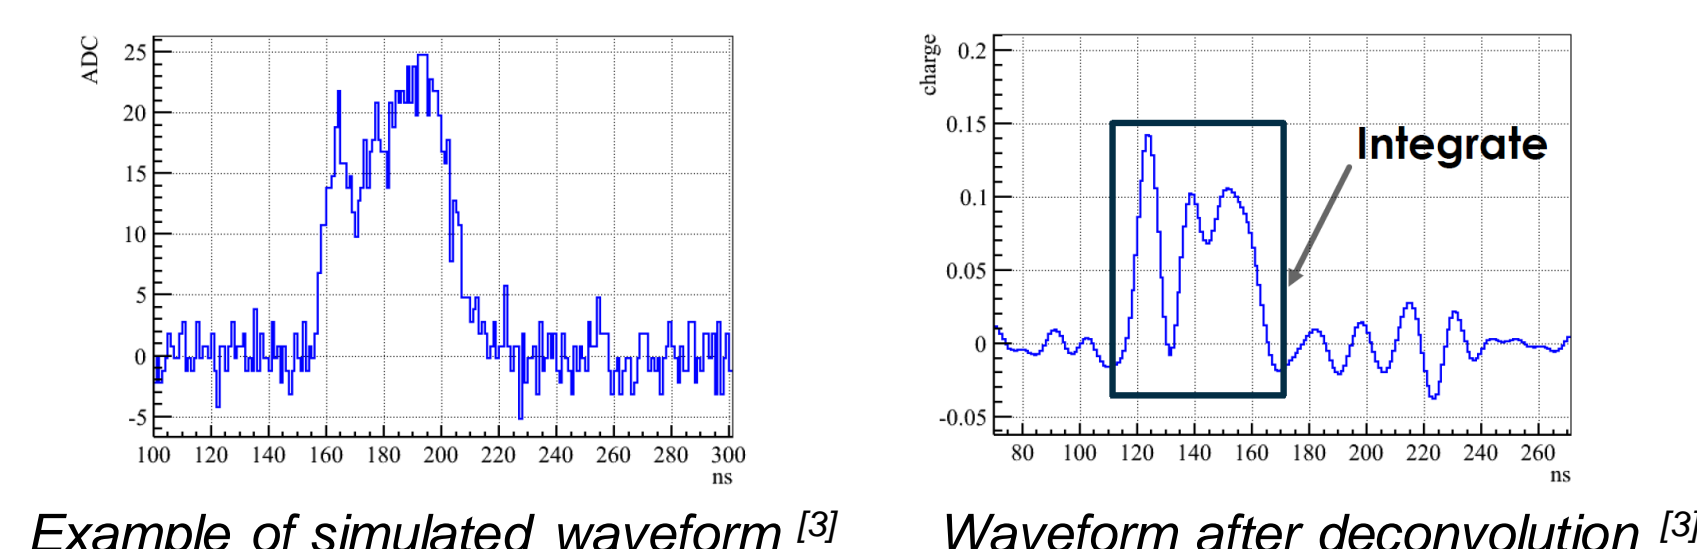 ADC
25
20
15
10
5
0
-5
100 120 140 160 180 200 220 240 260 280 300
ns
Example of simulated waveform [3]
charge
0.2
0.15
0.1
0.05
0
-0.05
80 100 120 140 160 180 200 220 240 260
ns
Integrate
Waveform after deconvolution [3]